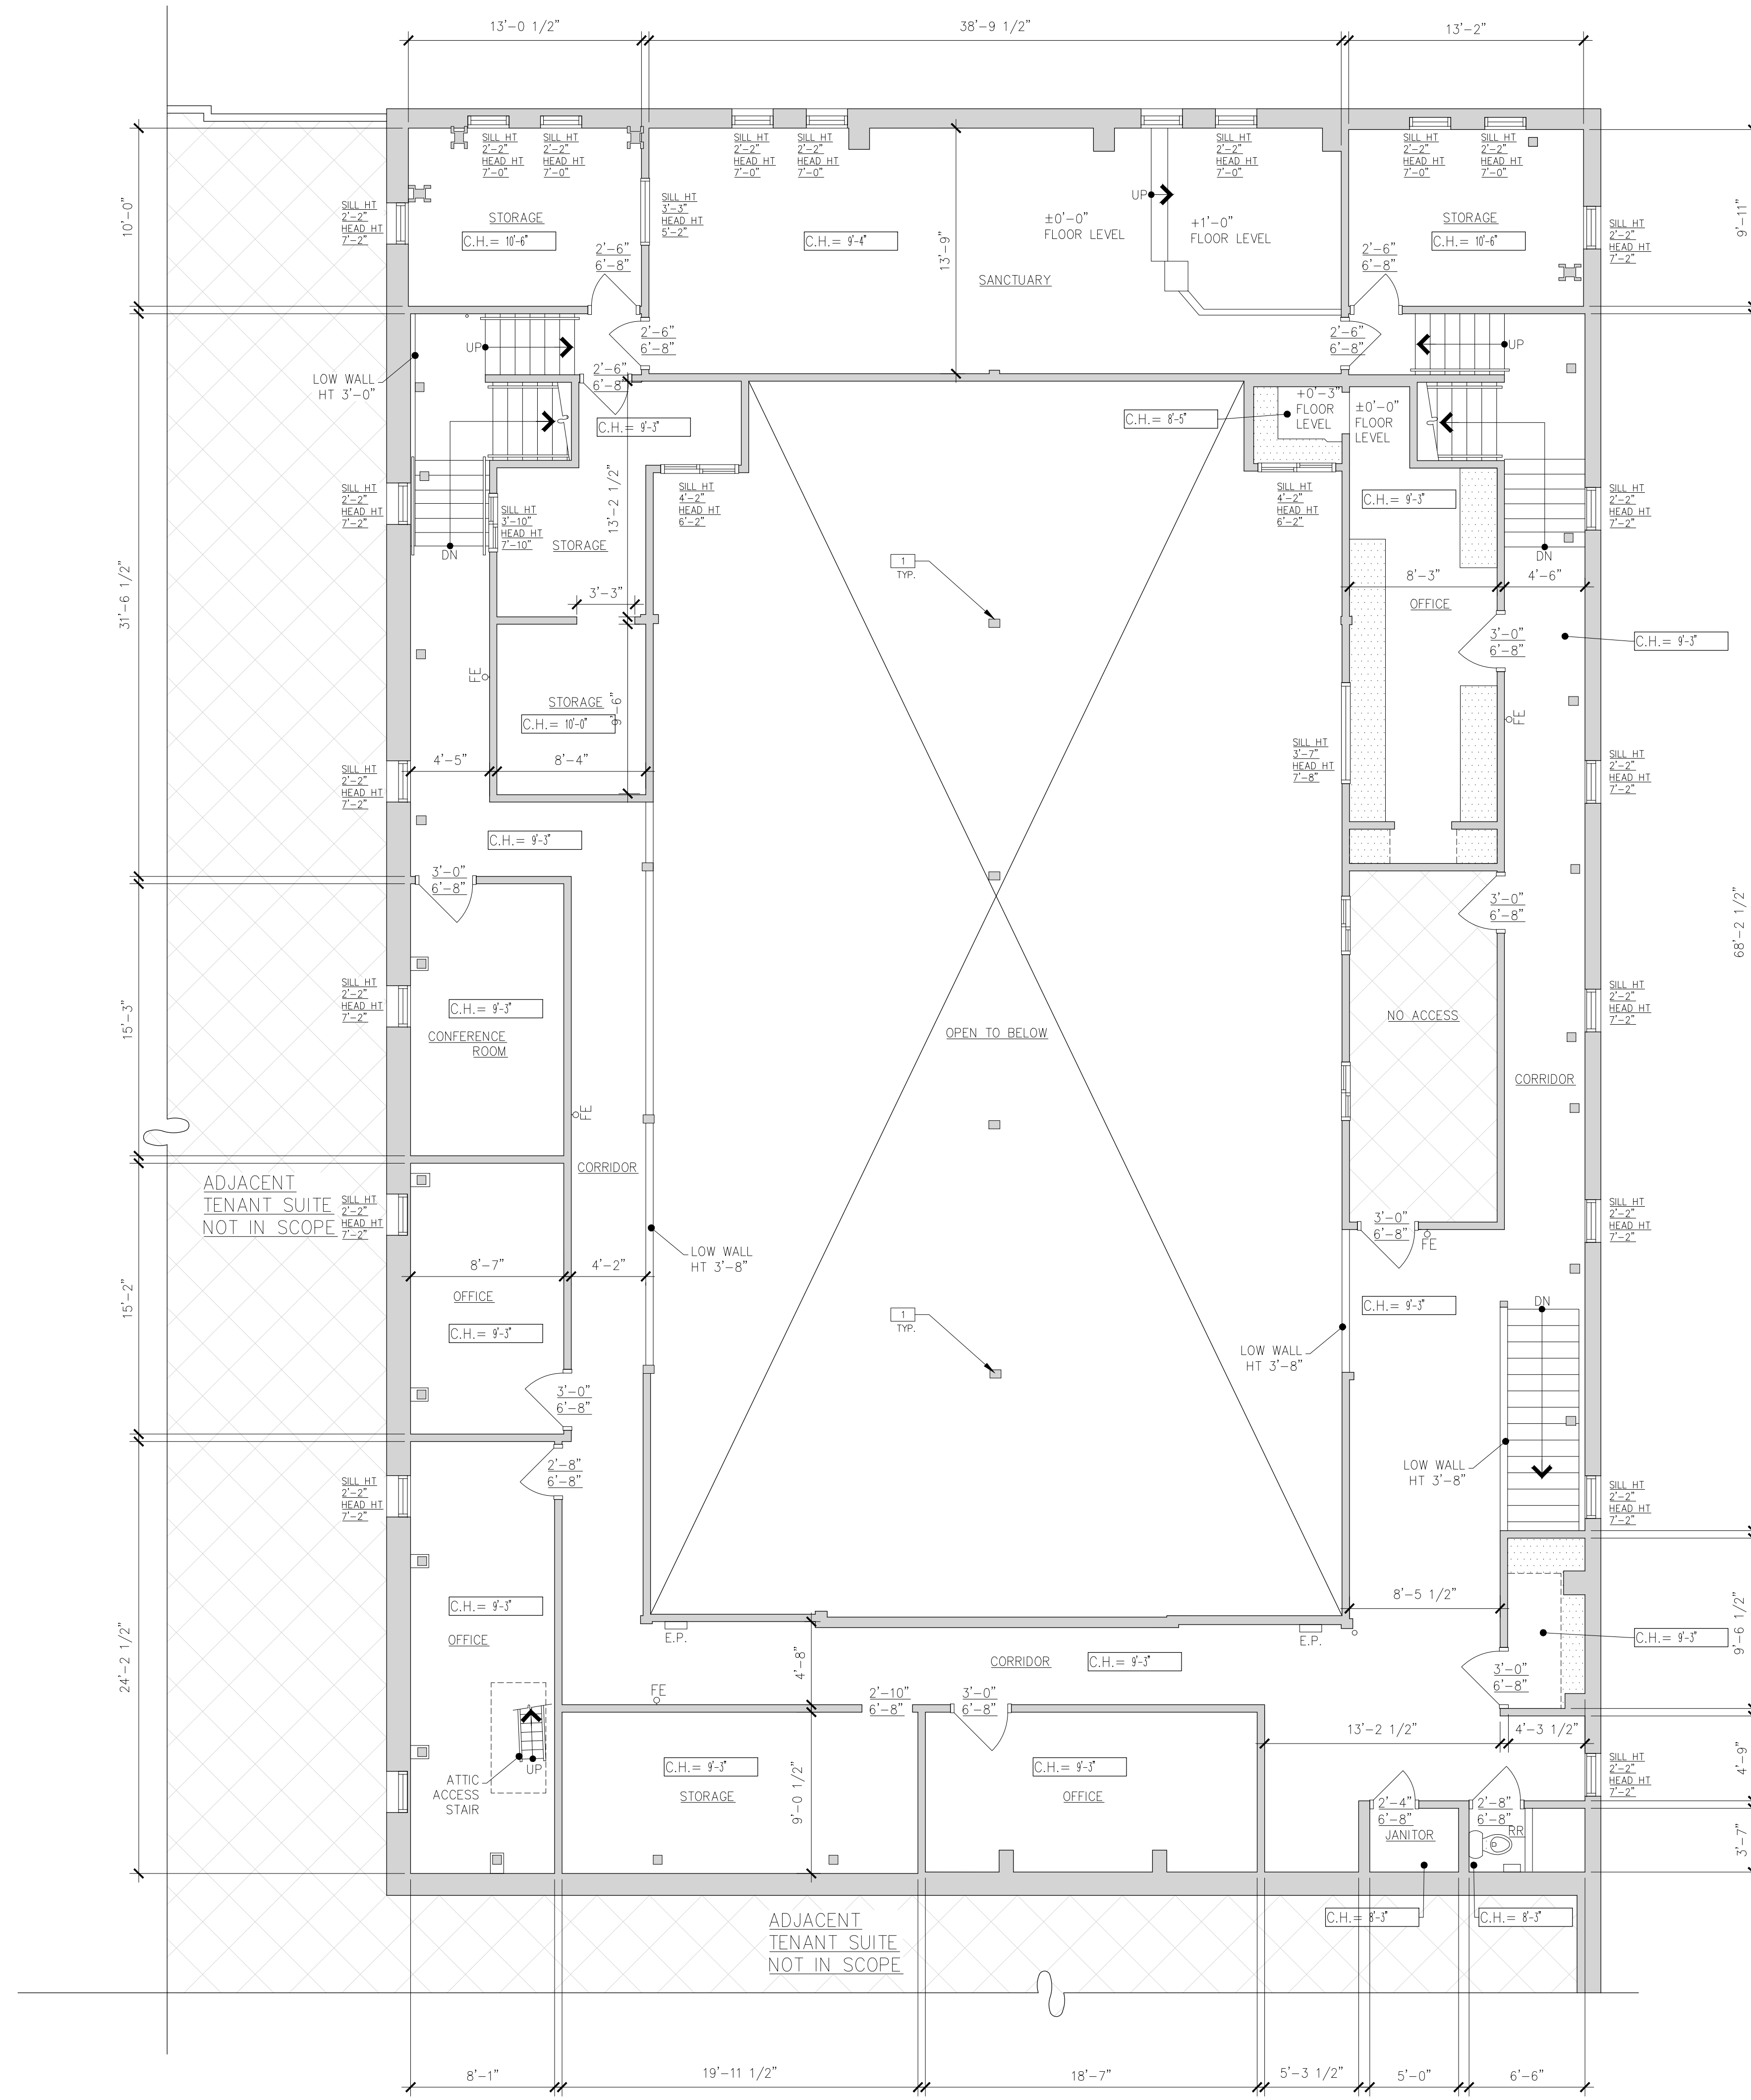 13'-0 1/2"
38'-9 1/2"
13'-2"
SILL HT
2'-2"
HEAD HT
7'-0"
SILL HT
2'-2"
HEAD HT
7'-0"
SILL HT
2'-2"
HEAD HT
7'-0"
SILL HT
2'-2"
HEAD HT
7'-0"
SILL HT
2'-2"
HEAD HT
7'-0"
SILL HT
2'-2"
HEAD HT
7'-0"
SILL HT
2'-2"
HEAD HT
7'-0"
10'-0"
SILL HT
2'-2"
HEAD HT
7'-2"
STORAGE
C.H.= 10'-6"
2'-6"
6'-8"
SILL HT
3'-3"
HEAD HT
5'-2"
C.H.= 9'-4"
13'-9"
±0'-0"
FLOOR LEVEL
UP
+1'-0"
FLOOR LEVEL
SANCTUARY
STORAGE
C.H.= 10'-6"
2'-6"
6'-8"
SILL HT
2'-2"
HEAD HT
7'-2"
9'-11"
UP
2'-6"
6'-8"
2'-6"
6'-8"
UP
LOW WALL
HT 3'-0"
2'-6"
6'-8"
C.H.= 9'-3"
C.H.= 8'-5"
+0'-3"
FLOOR
LEVEL
±0'-0"
FLOOR
LEVEL
SILL HT
2'-2"
HEAD HT
7'-2"
DN
SILL HT
3'-10"
HEAD HT
7'-10"
STORAGE
13'-2 1/2"
SILL HT
4'-2"
HEAD HT
6'-2"
SILL HT
4'-2"
HEAD HT
6'-2"
C.H.= 9'-3"
DN
SILL HT
2'-2"
HEAD HT
7'-2"
31'-6 1/2"
3'-3"
1
TYP.
8'-3"
4'-6"
OFFICE
3'-0"
6'-8"
C.H.= 9'-3"
FE
STORAGE
C.H.= 10'-0"
9'-6"
FE
4'-5"
8'-4"
SILL HT
2'-2"
HEAD HT
7'-2"
SILL HT
3'-7"
HEAD HT
7'-8"
SILL HT
2'-2"
HEAD HT
7'-2"
C.H.= 9'-3"
3'-0"
6'-8"
3'-0"
6'-8"
68'-2 1/2"
15'-3"
SILL HT
2'-2"
HEAD HT
7'-2"
C.H.= 9'-3"
CONFERENCE
ROOM
OPEN TO BELOW
NO ACCESS
SILL HT
2'-2"
HEAD HT
7'-2"
CORRIDOR
FE
CORRIDOR
ADJACENT
TENANT SUITE
NOT IN SCOPE
SILL HT
2'-2"
HEAD HT
7'-2"
3'-0"
6'-8"
FE
SILL HT
2'-2"
HEAD HT
7'-2"
LOW WALL
HT 3'-8"
15'-2"
8'-7"
4'-2"
OFFICE
C.H.= 9'-3"
1
TYP.
C.H.= 9'-3"
DN
LOW WALL
HT 3'-8"
3'-0"
6'-8"
2'-8"
6'-8"
LOW WALL
HT 3'-8"
SILL HT
2'-2"
HEAD HT
7'-2"
SILL HT
2'-2"
HEAD HT
7'-2"
24'-2 1/2"
C.H.= 9'-3"
OFFICE
8'-5 1/2"
9'-6 1/2"
C.H.= 9'-3"
E.P.
E.P.
4'-8"
CORRIDOR
C.H.= 9'-3"
3'-0"
6'-8"
FE
2'-10"
6'-8"
3'-0"
6'-8"
13'-2 1/2"
4'-3 1/2"
UP
ATTIC
ACCESS
STAIR
C.H.= 9'-3"
STORAGE
9'-0 1/2"
C.H.= 9'-3"
OFFICE
SILL HT
2'-2"
HEAD HT
7'-2"
4'-9"
2'-4"
6'-8"
JANITOR
2'-8"
6'-8"
RR
3'-7"
C.H.= 8'-3"
C.H.= 8'-3"
ADJACENT
TENANT SUITE
NOT IN SCOPE
8'-1"
19'-11 1/2"
18'-7"
5'-3 1/2"
5'-0"
6'-6"